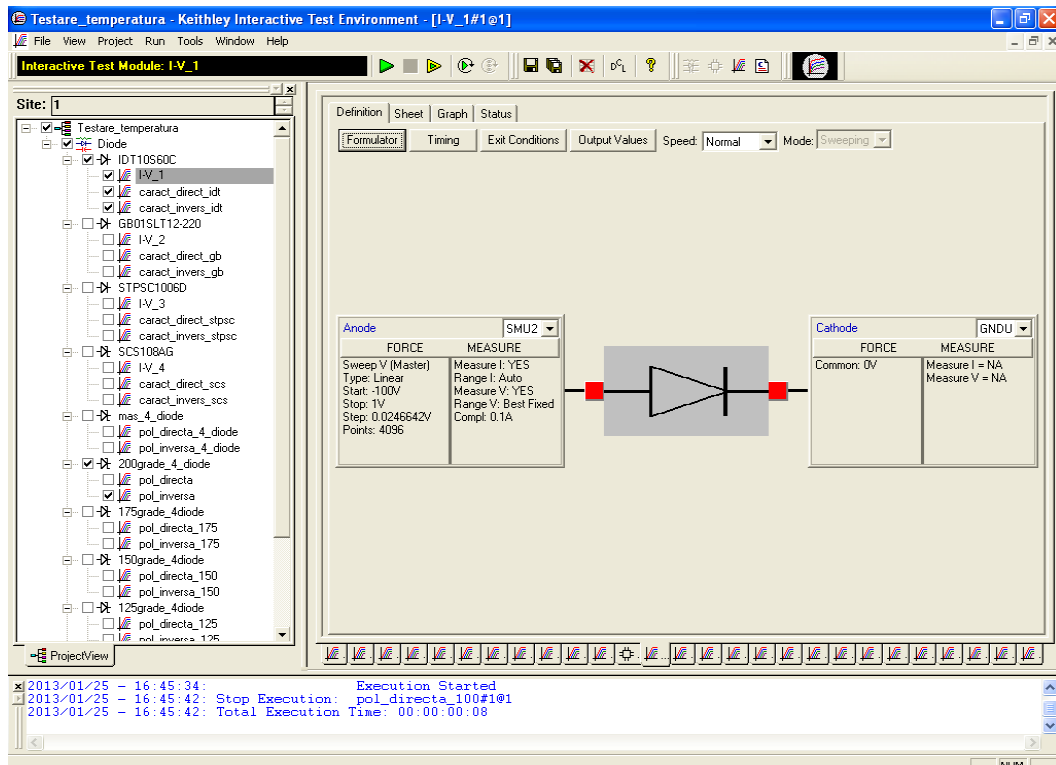 Testare_temperatura - Keithley Interactive Test Environment - [I-V_1#1@1]
File View Project Run Tools Window Help
Interactive Test Module: I-V_1
Site: 1
Testare_temperatura
Diode
IDT10S60C
I-V_1
caract_direct_idt
caract_invers_idt
GB01SLT12-220
I-V_2
caract_direct_gb
caract_invers_gb
STPSC1006D
I-V_3
caract_direct_stpsc
caract_invers_stpsc
SCS108AG
I-V_4
caract_direct_scs
caract_invers_scs
mas_4_diode
pol_directa_4_diode
pol_inversa_4_diode
200grade_4_diode
pol_directa
pol_inversa
175grade_4diode
pol_directa_175
pol_inversa_175
150grade_4diode
pol_directa_150
pol_inversa_150
125grade_4diode
pol_directa_125
pol_inversa_125
ProjectView
Definition Sheet Graph Status
Formulator Timing Exit Conditions Output Values Speed: Normal Mode: Sweeping
Anode SMU2
FORCE MEASURE
Sweep V (Master) Measure I: YES
Type: Linear Range I: Auto
Start: -100V Measure V: YES
Stop: 1V Range V: Best Fixed
Step: 0.0246642V Compl: 0.1A
Points: 4096
Cathode GNDU
FORCE MEASURE
Common: 0V Measure I = NA
Measure V = NA
2013/01/25 - 16:45:34: Execution Started
2013/01/25 - 16:45:42: Stop Execution: pol_directa_100#1@1
2013/01/25 - 16:45:42: Total Execution Time: 00:00:00:08
NUM